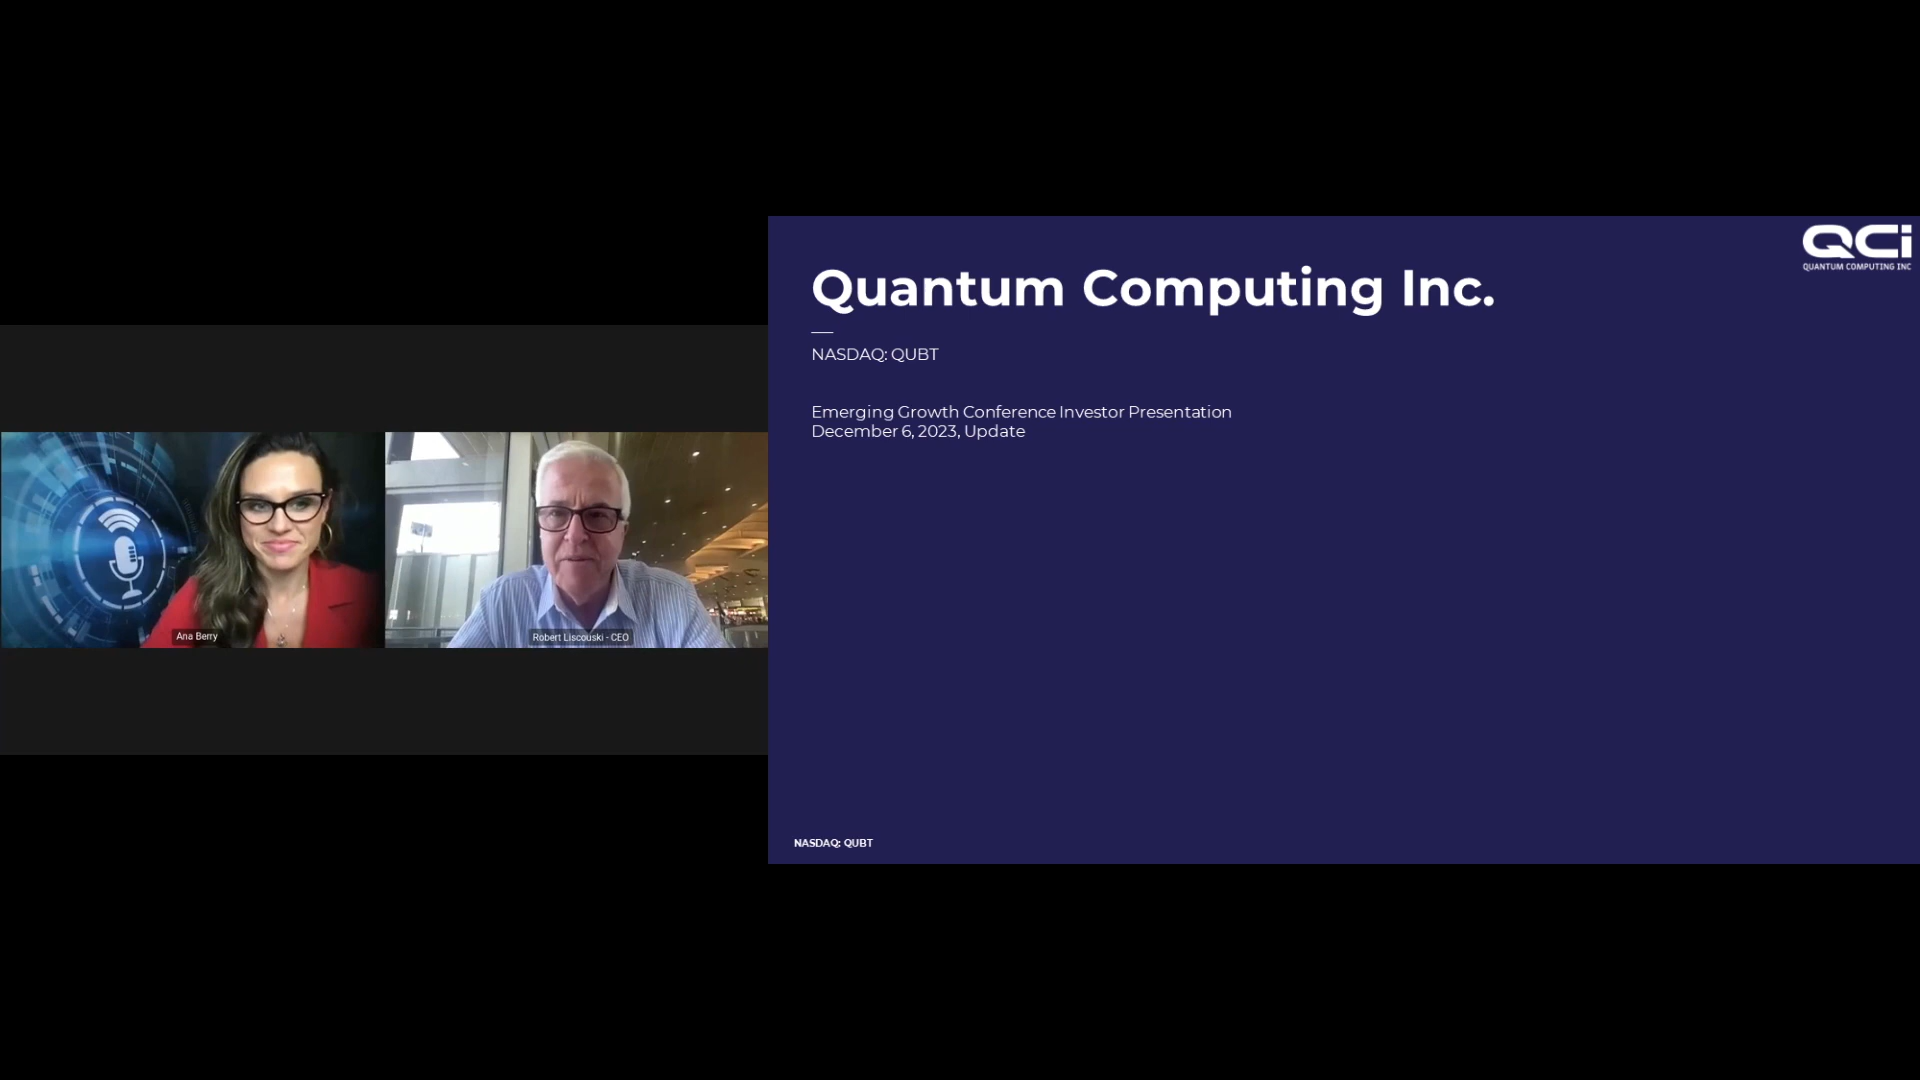 Ana Berry
Robert Liscouski - CEO
QCi
QUANTUM COMPUTING INC
Quantum Computing Inc.
NASDAQ: QUBT
Emerging Growth Conference Investor Presentation
December 6, 2023, Update
NASDAQ: QUBT